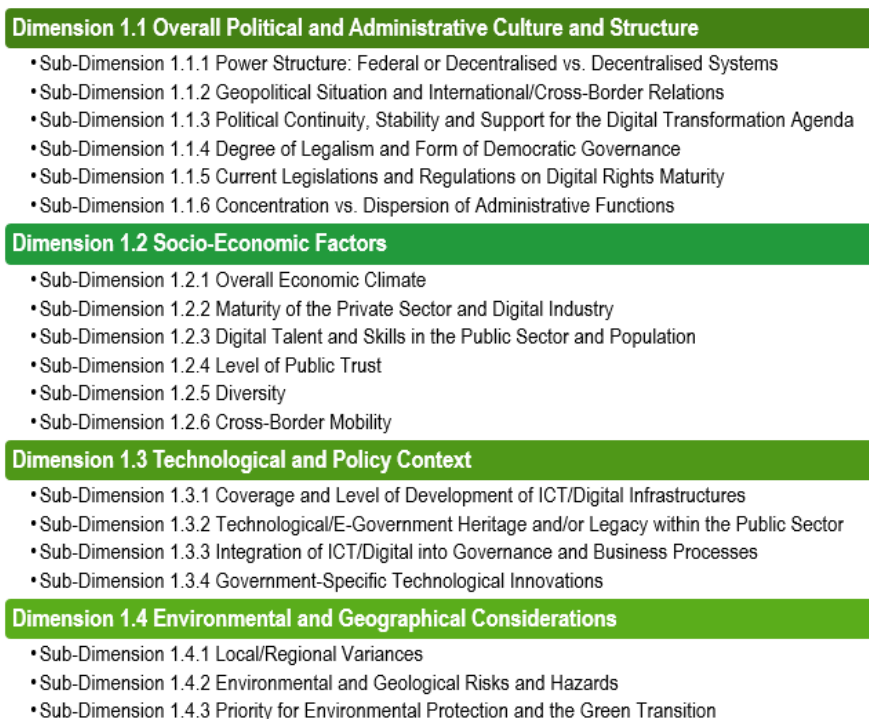 Dimension 1.1 Overall Political and Administrative Culture and Structure
• Sub-Dimension 1.1.1 Power Structure: Federal or Decentralised vs. Decentralised Systems
• Sub-Dimension 1.1.2 Geopolitical Situation and International/Cross-Border Relations
• Sub-Dimension 1.1.3 Political Continuity, Stability and Support for the Digital Transformation Agenda
• Sub-Dimension 1.1.4 Degree of Legalism and Form of Democratic Governance
• Sub-Dimension 1.1.5 Current Legislations and Regulations on Digital Rights Maturity
• Sub-Dimension 1.1.6 Concentration vs. Dispersion of Administrative Functions
Dimension 1.2 Socio-Economic Factors
• Sub-Dimension 1.2.1 Overall Economic Climate
• Sub-Dimension 1.2.2 Maturity of the Private Sector and Digital Industry
• Sub-Dimension 1.2.3 Digital Talent and Skills in the Public Sector and Population
• Sub-Dimension 1.2.4 Level of Public Trust
• Sub-Dimension 1.2.5 Diversity
• Sub-Dimension 1.2.6 Cross-Border Mobility
Dimension 1.3 Technological and Policy Context
• Sub-Dimension 1.3.1 Coverage and Level of Development of ICT/Digital Infrastructures
• Sub-Dimension 1.3.2 Technological/E-Government Heritage and/or Legacy within the Public Sector
• Sub-Dimension 1.3.3 Integration of ICT/Digital into Governance and Business Processes
• Sub-Dimension 1.3.4 Government-Specific Technological Innovations
Dimension 1.4 Environmental and Geographical Considerations
• Sub-Dimension 1.4.1 Local/Regional Variances
• Sub-Dimension 1.4.2 Environmental and Geological Risks and Hazards
• Sub-Dimension 1.4.3 Priority for Environmental Protection and the Green Transition